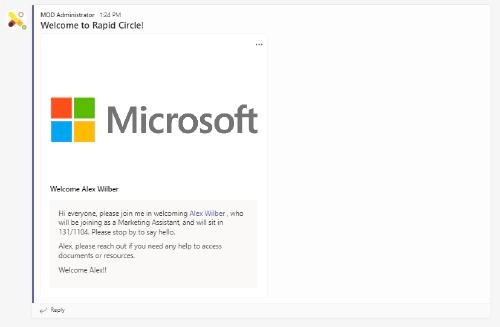 MOD Administrator 1:24 PM
Welcome to Rapid Circle!
Microsoft
Welcome Alex Wilber
Hi everyone, please join me in welcoming Alex Wilber , who
will be joining as a Marketing Assistant, and will sit in
131/1104. Please stop by to say hello.
Alex, please reach out if you need any help to access
documents or resources.
Welcome Alex!!
Reply